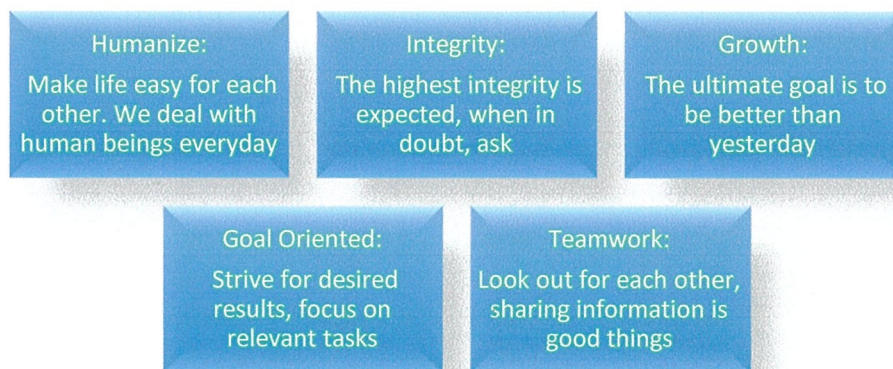 Humanize:
Make life easy for each
other. We deal with
human beings everyday
Integrity:
The highest integrity is
expected, when in
doubt, ask
Growth:
The ultimate goal is to
be better than
yesterday
Goal Oriented:
Strive for desired
results, focus on
relevant tasks
Teamwork:
Look out for each other,
sharing information is
good things